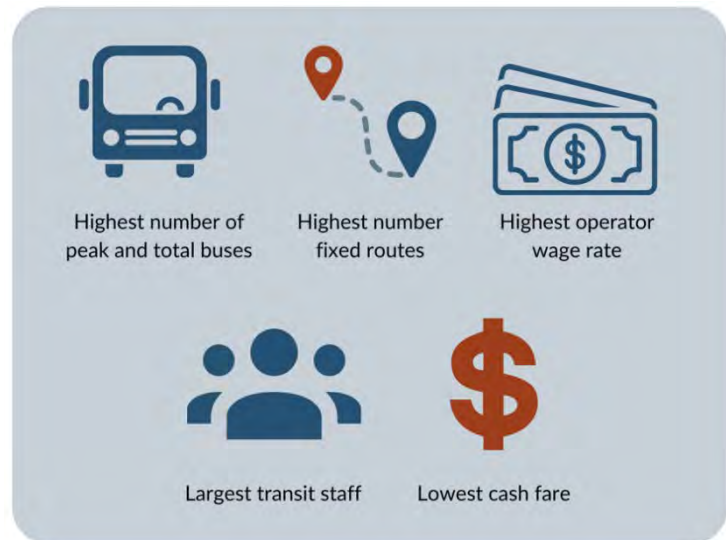 Highest number of
peak and total buses
Highest number
fixed routes
Highest operator
wage rate
Largest transit staff
Lowest cash fare